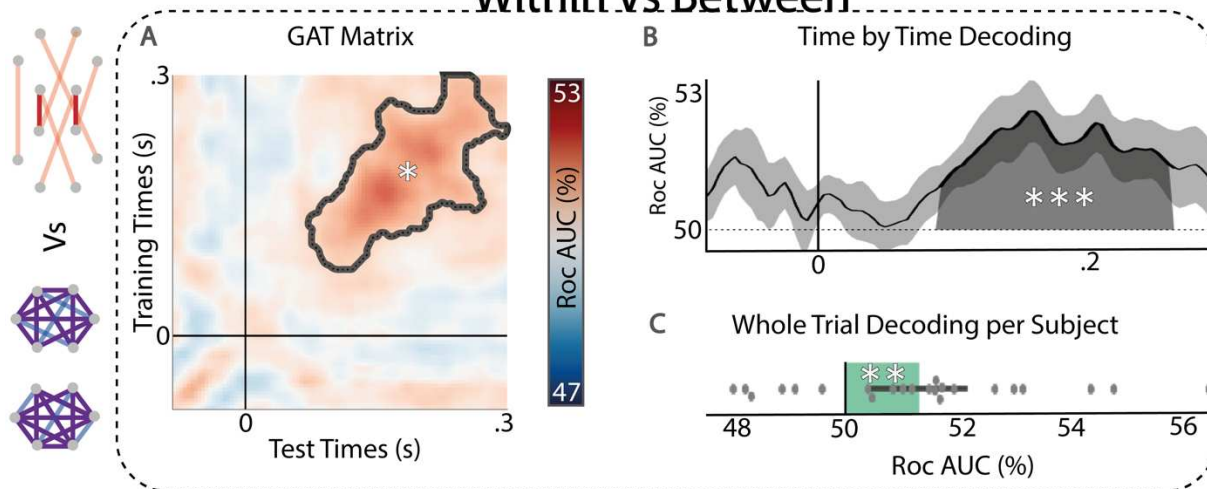 Within Vs Between
Vs
A
GAT Matrix
.3
0
Training Times (s)
0
.3
Test Times (s)
*
53
Roc AUC (%)
47
B
Time by Time Decoding
53
50
Roc AUC (%)
***
0
.2
C
Whole Trial Decoding per Subject
**
48 50 52 54 56
Roc AUC (%)